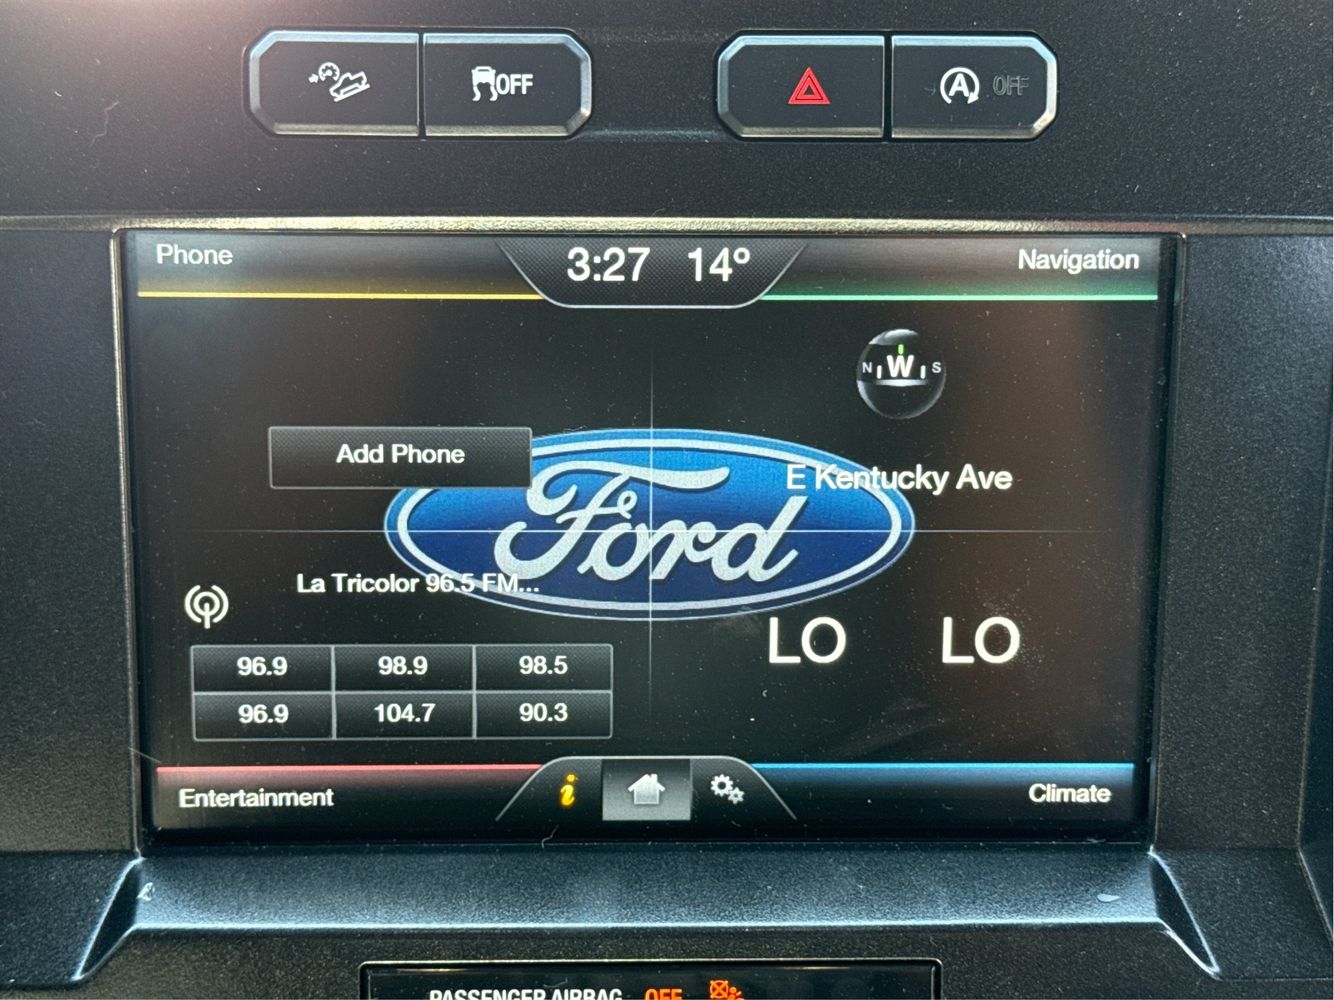 OFF
A OFF
Phone
3:27 14°
Navigation
N W S
Add Phone
Ford
E Kentucky Ave
La Tricolor 96.5 FM...
LO LO
96.9 98.9 98.5
96.9 104.7 90.3
Entertainment
i
Climate
PASSENGER AIRBAG OFF